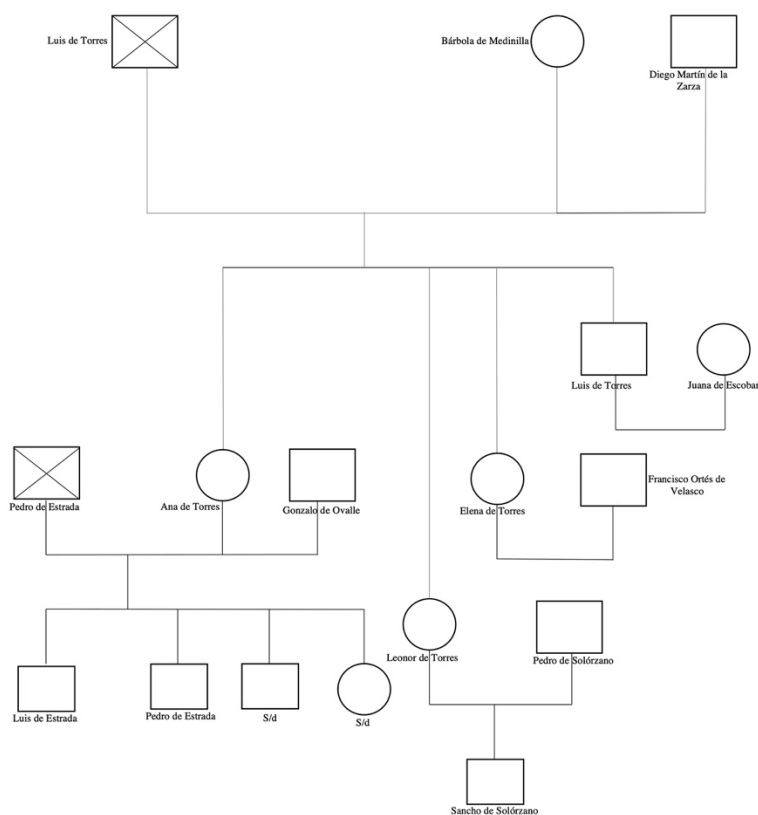 Luis de Torres
Bárbola de Medinilla
Diego Martín de la
Zarza
Luis de Torres
Juana de Escobar
Pedro de Estrada
Ana de Torres
Gonzalo de Ovalle
Elena de Torres
Francisco Ortés de
Velasco
Leonor de Torres
Pedro de Solórzano
Luis de Estrada
Pedro de Estrada
S/d
S/d
Sancho de Solórzano